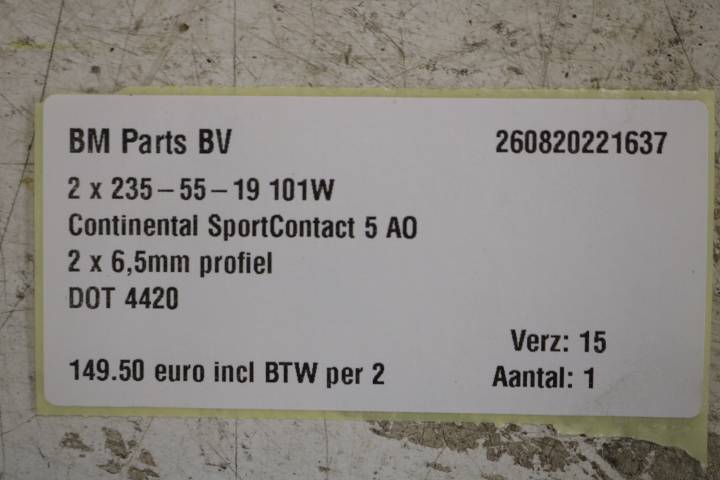 BM Parts BV 260820221637
2 x 235-55-19 101W
Continental SportContact 5 AO
2 x 6,5mm profiel
DOT 4420
Verz: 15
149.50 euro incl BTW per 2 Aantal: 1